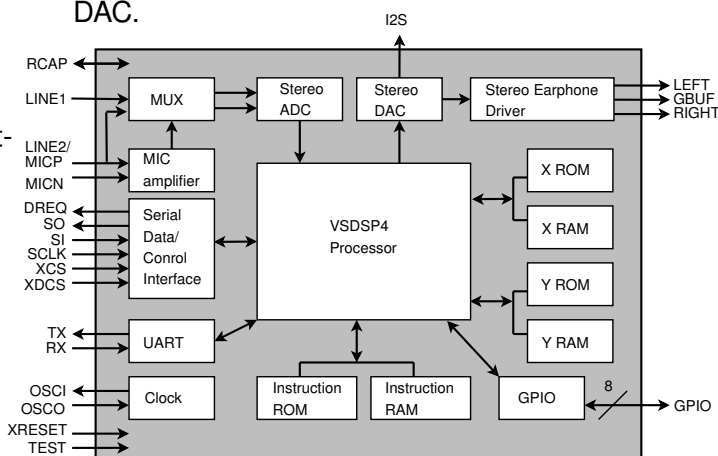 DAC.
I2S
RCAP
LINE1
MUX
Stereo
ADC
Stereo
DAC
Stereo Earphone
Driver
LEFT
GBUF
RIGHT
LINE2/
MICP
MICN
MIC
amplifier
X ROM
X RAM
DREQ
SO
SI
SCLK
XCS
XDCS
Serial
Data/
Conrol
Interface
VSDSP4
Processor
Y ROM
Y RAM
TX
RX
UART
OSCI
OSCO
Clock
Instruction
ROM
Instruction
RAM
GPIO
8
GPIO
XRESET
TEST